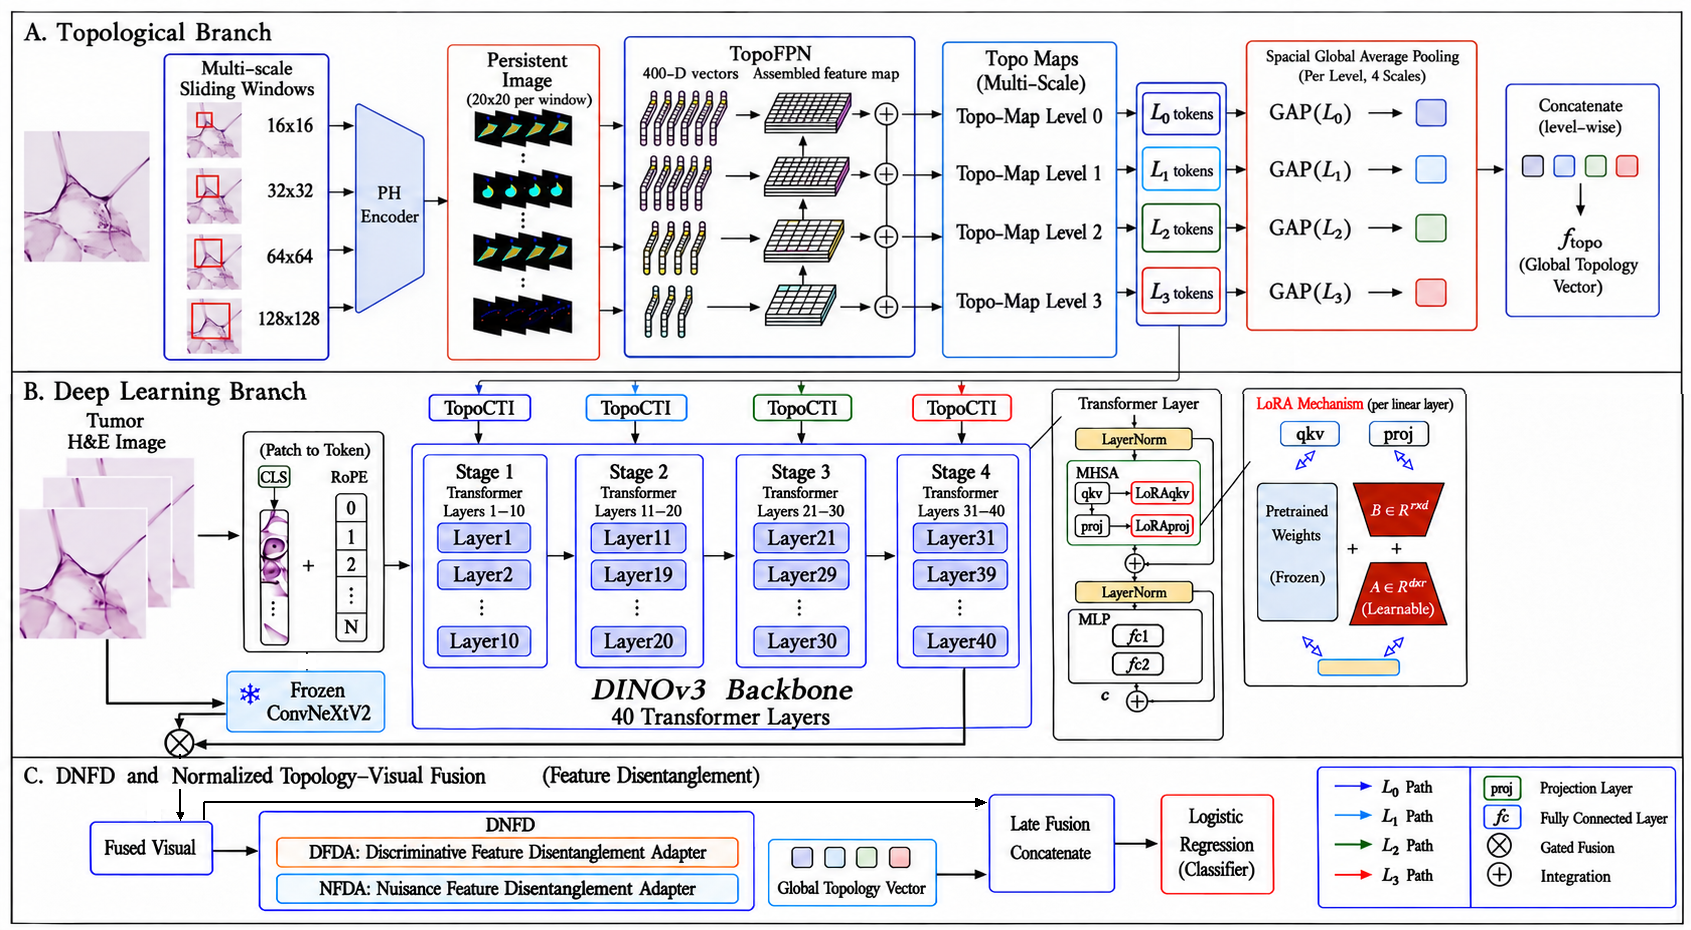 A. Topological Branch
Multi-scale
Sliding Windows
16x16
32x32
64x64
128x128
PH
Encoder
Persistent
Image
(20x20 per window)
TopoFPN
400-D vectors
Assembled feature map
Topo Maps
(Multi-Scale)
Topo-Map Level 0
Topo-Map Level 1
Topo-Map Level 2
Topo-Map Level 3
L₀ tokens
L₁ tokens
L₂ tokens
L₃ tokens
Spacial Global Average Pooling
(Per Level, 4 Scales)
GAP(L₀)
GAP(L₁)
GAP(L₂)
GAP(L₃)
Concatenate
(level-wise)
f topo
(Global Topology
Vector)
B. Deep Learning Branch
Tumor
H&E Image
(Patch to Token)
CLS
RoPE
0
1
2
⋮
N
+
Frozen
ConvNeXtV2
TopoCTI
TopoCTI
TopoCTI
TopoCTI
Stage 1
Transformer
Layers 1–10
Layer1
Layer2
⋮
Layer10
Stage 2
Transformer
Layers 11–20
Layer11
Layer19
⋮
Layer20
Stage 3
Transformer
Layers 21–30
Layer21
Layer29
⋮
Layer30
Stage 4
Transformer
Layers 31–40
Layer31
Layer39
⋮
Layer40
DINOv3 Backbone
40 Transformer Layers
Transformer Layer
LayerNorm
MHSA
qkv
LoRAqkv
proj
LoRAproj
LayerNorm
MLP
fc1
fc2
c
LoRA Mechanism (per linear layer)
qkv
proj
Pretrained
Weights
(Frozen)
+
B ∈ R^rxd
+
A ∈ R^dxr
(Learnable)
C. DNFD and Normalized Topology-Visual Fusion (Feature Disentanglement)
Fused Visual
DNFD
DFDA: Discriminative Feature Disentanglement Adapter
NFDA: Nuisance Feature Disentanglement Adapter
Global Topology Vector
Late Fusion
Concatenate
Logistic
Regression
(Classifier)
L₀ Path
L₁ Path
L₂ Path
L₃ Path
proj Projection Layer
fc Fully Connected Layer
Gated Fusion
Integration